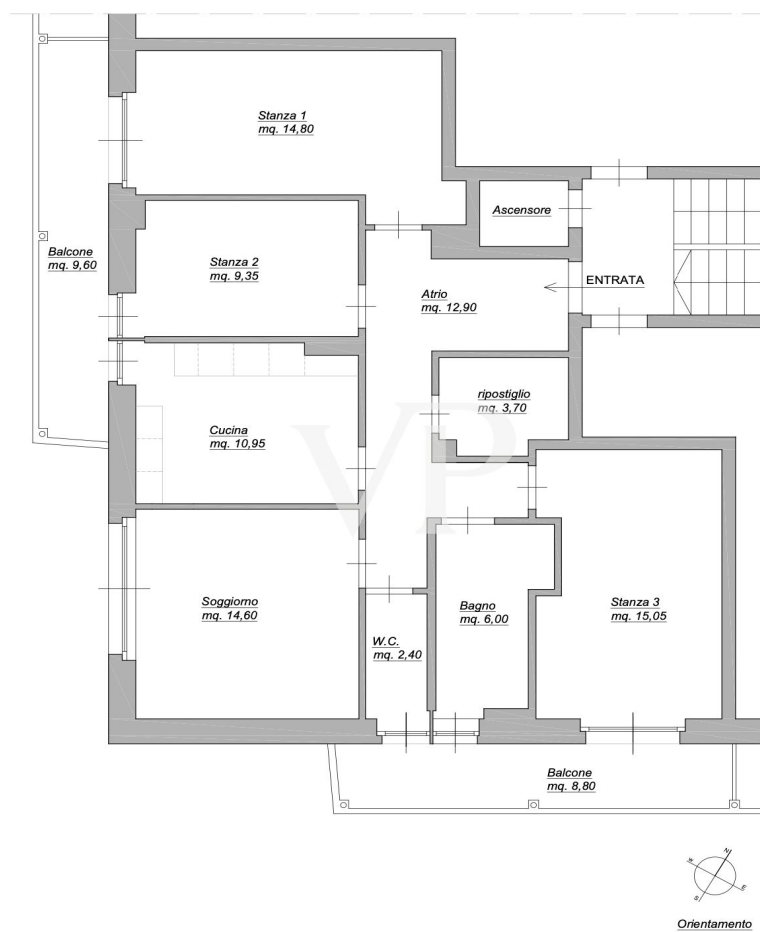 Stanza 1
mq. 14,80
Ascensore
Balcone
mq. 9,60
Stanza 2
mq. 9,35
Atrio
mq. 12,90
ENTRATA
ripostiglio
mq. 3,70
Cucina
mq. 10,95
VP
Soggiorno
mq. 14,60
Bagno
mq. 6,00
Stanza 3
mq. 15,05
W.C.
mq. 2,40
Balcone
mq. 8,80
N
W
E
S
Orientamento